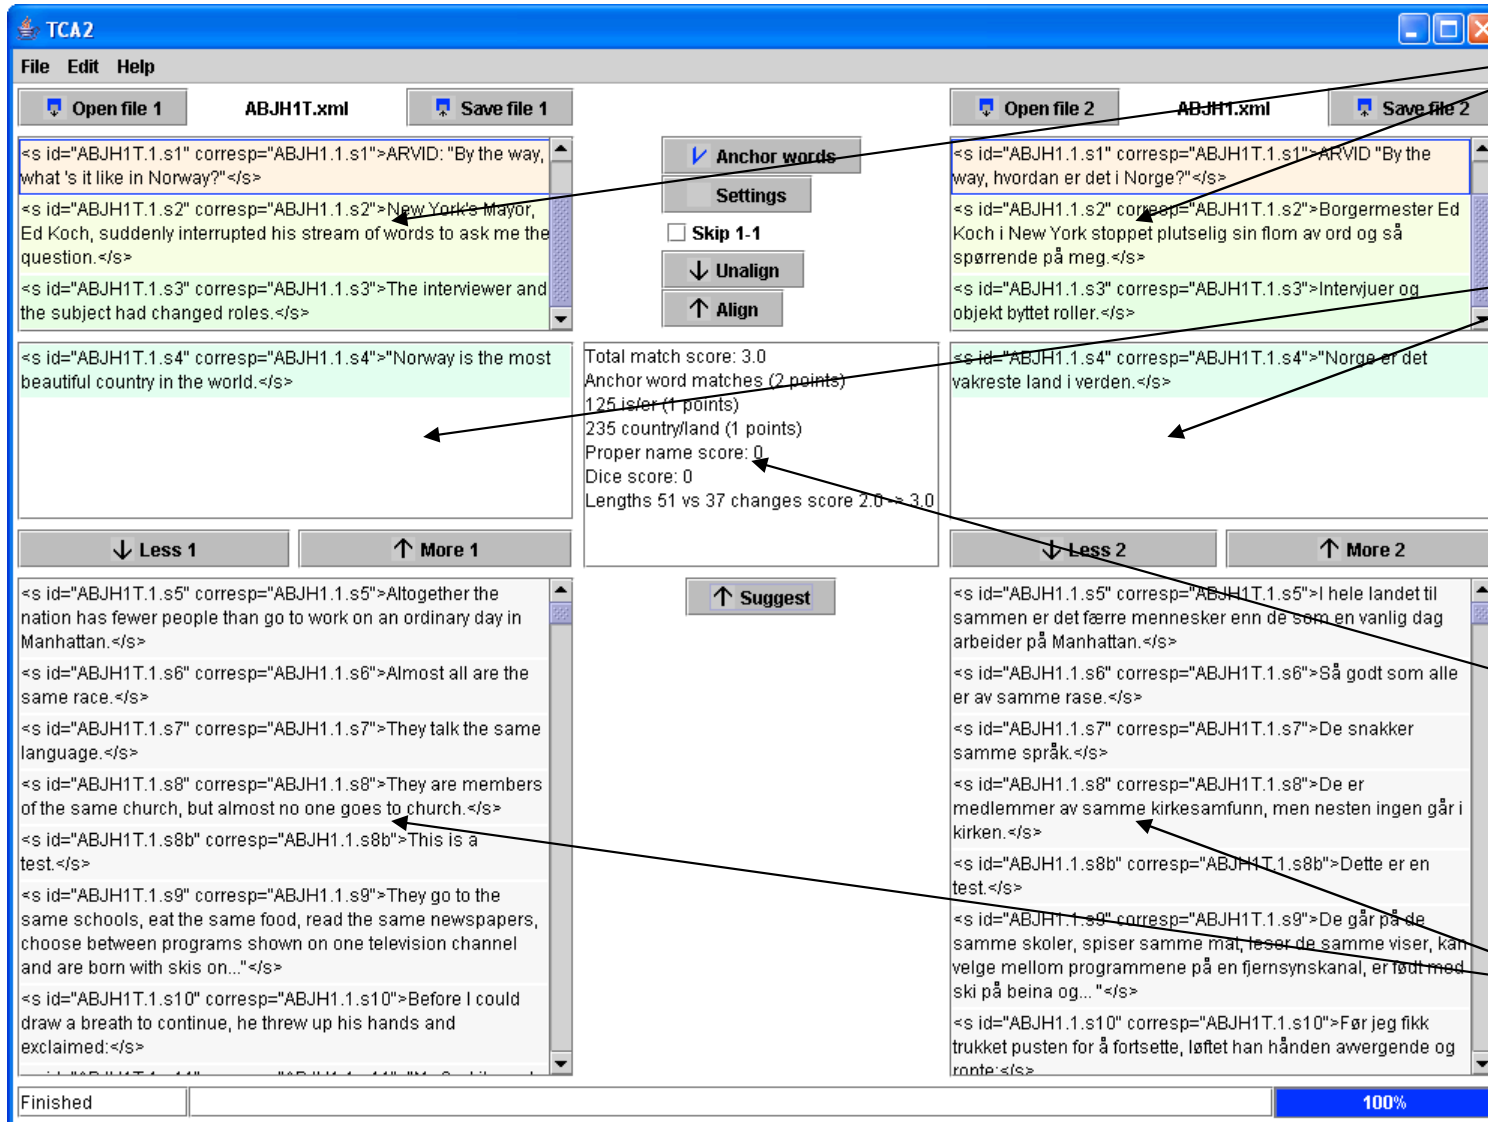 TCA2
File Edit Help
Open file 1 ABJH1T.xml Save file 1
Open file 2 ABJH1.xml Save file 2
<s id="ABJH1T.1.s1" corresp="ABJH1.1.s1">ARVID: "By the way,
what 's it like in Norway?"</s>
<s id="ABJH1T.1.s2" corresp="ABJH1.1.s2">New York's Mayor,
Ed Koch, suddenly interrupted his stream of words to ask me the
question.</s>
<s id="ABJH1T.1.s3" corresp="ABJH1.1.s3">The interviewer and
the subject had changed roles.</s>
Anchor words
Settings
Skip 1-1
Unalign
Align
<s id="ABJH1.1.s1" corresp="ABJH1T.1.s1">ARVID "By the
way, hvordan er det i Norge?"</s>
<s id="ABJH1.1.s2" corresp="ABJH1T.1.s2">Borgermester Ed
Koch i New York stoppet plutselig sin flom av ord og så
spørrende på meg.</s>
<s id="ABJH1.1.s3" corresp="ABJH1T.1.s3">Intervjuer og
objekt byttet roller.</s>
<s id="ABJH1T.1.s4" corresp="ABJH1.1.s4">"Norway is the most
beautiful country in the world.</s>
Total match score: 3.0
Anchor word matches (2 points)
125 is/er (1 points)
235 country/land (1 points)
Proper name score: 0
Dice score: 0
Lengths 51 vs 37 changes score 2.0 -> 3.0
<s id="ABJH1.1.s4" corresp="ABJH1T.1.s4">"Norge er det
vakreste land i verden.</s>
Less 1 More 1
Less 2 More 2
Suggest
<s id="ABJH1T.1.s5" corresp="ABJH1.1.s5">Altogether the
nation has fewer people than go to work on an ordinary day in
Manhattan.</s>
<s id="ABJH1T.1.s6" corresp="ABJH1.1.s6">Almost all are the
same race.</s>
<s id="ABJH1T.1.s7" corresp="ABJH1.1.s7">They talk the same
language.</s>
<s id="ABJH1T.1.s8" corresp="ABJH1.1.s8">They are members
of the same church, but almost no one goes to church.</s>
<s id="ABJH1T.1.s8b" corresp="ABJH1.1.s8b">This is a
test.</s>
<s id="ABJH1T.1.s9" corresp="ABJH1.1.s9">They go to the
same schools, eat the same food, read the same newspapers,
choose between programs shown on one television channel
and are born with skis on..."</s>
<s id="ABJH1T.1.s10" corresp="ABJH1.1.s10">Before I could
draw a breath to continue, he threw up his hands and
exclaimed:</s>
<s id="ABJH1.1.s5" corresp="ABJH1T.1.s5">I hele landet til
sammen er det færre mennesker enn de som en vanlig dag
arbeider på Manhattan.</s>
<s id="ABJH1.1.s6" corresp="ABJH1T.1.s6">Så godt som alle
er av samme rase.</s>
<s id="ABJH1.1.s7" corresp="ABJH1T.1.s7">De snakker
samme språk.</s>
<s id="ABJH1.1.s8" corresp="ABJH1T.1.s8">De er
medlemmer av samme kirkesamfunn, men nesten ingen går i
kirken.</s>
<s id="ABJH1.1.s8b" corresp="ABJH1T.1.s8b">Dette er en
test.</s>
<s id="ABJH1.1.s9" corresp="ABJH1T.1.s9">De går på de
samme skoler, spiser samme mat, leser de samme viser, kan
velge mellom programmene på en fjernsynskanal, er født med
ski på beina og... "</s>
<s id="ABJH1.1.s10" corresp="ABJH1T.1.s10">Før jeg fikk
trukket pusten for å fortsette, løftet han hånden avvergende og
ropte:</s>
Finished
100%